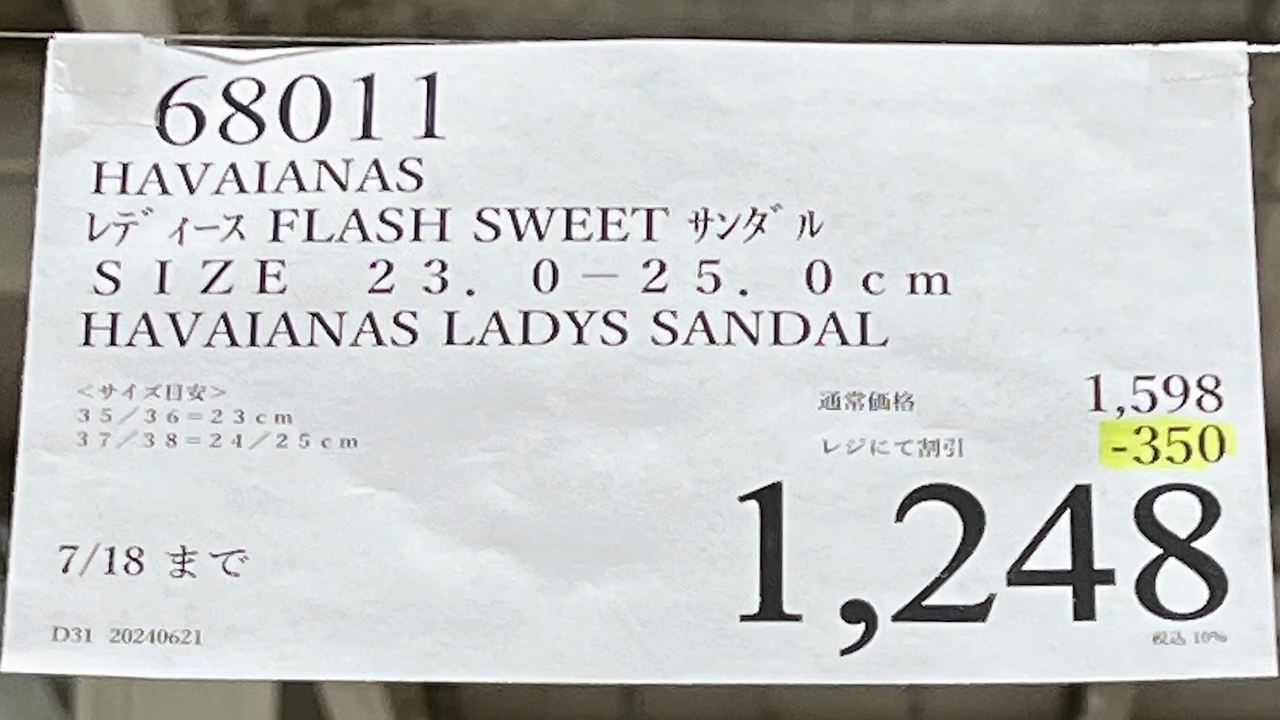 68011
HAVAIANAS
レディース FLASH SWEET サンダル
SIZE 23.0-25.0cm
HAVAIANAS LADYS SANDAL
<サイズ目安>
35/36=23cm
37/38=24/25cm
通常価格 1,598
レジにて割引 -350
1,248
税込 10%
7/18 まで
D31 20240621